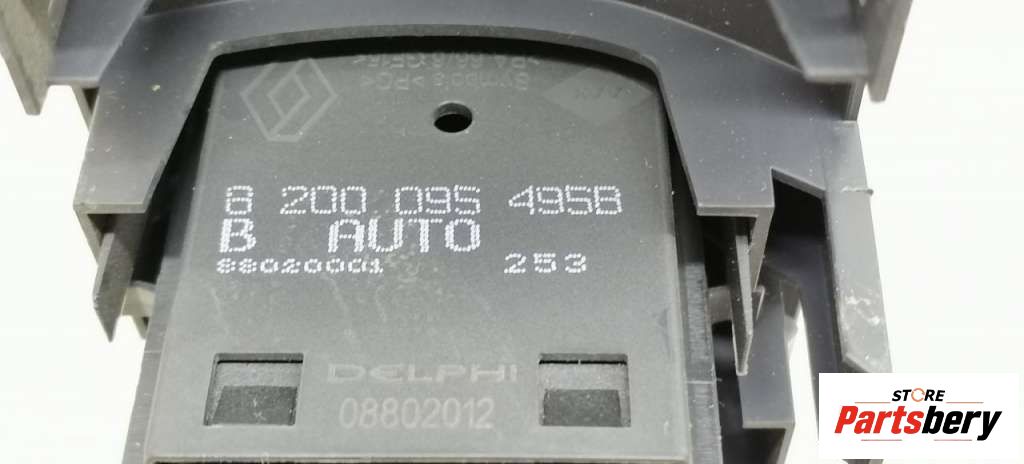 8 200 095 495B
B AUTO
88020001 253
DELPHI
08802012
STORE
Partsbery